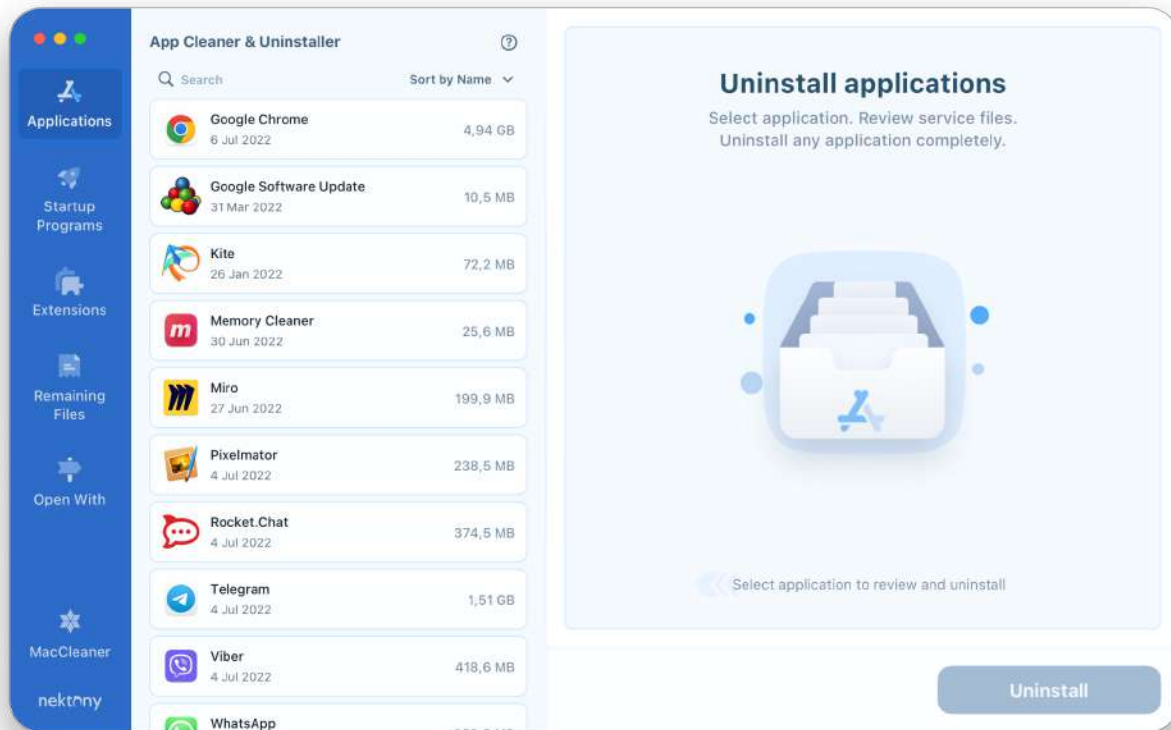 App Cleaner & Uninstaller
Search
Sort by Name
Applications
Startup
Programs
Extensions
Remaining
Files
Open With
MacCleaner
nektony
Google Chrome
6 Jul 2022
4,94 GB
Google Software Update
31 Mar 2022
10,5 MB
Kite
26 Jan 2022
72,2 MB
Memory Cleaner
30 Jun 2022
25,6 MB
Miro
27 Jun 2022
199,9 MB
Pixelmator
4 Jul 2022
238,5 MB
Rocket.Chat
4 Jul 2022
374,5 MB
Telegram
4 Jul 2022
1,51 GB
Viber
4 Jul 2022
418,6 MB
WhatsApp
Uninstall applications
Select application. Review service files.
Uninstall any application completely.
Select application to review and uninstall
Uninstall